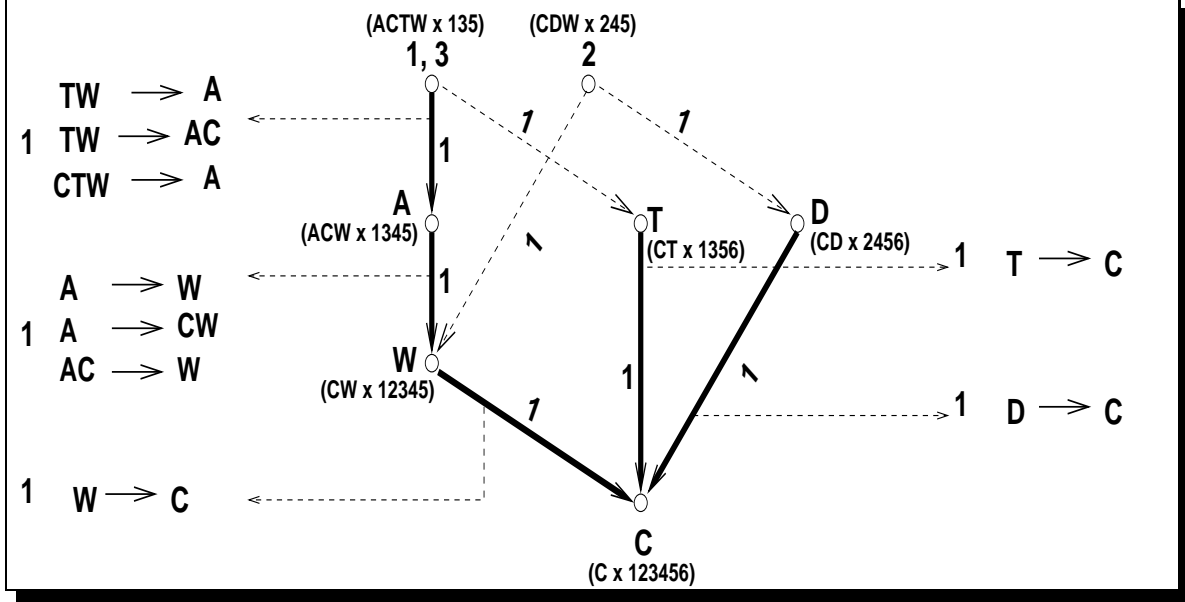 (ACTW x 135)
(CDW x 245)
1, 3
2
TW → A
1 TW → AC
CTW → A
1
1
1
A
(ACW x 1345)
T
(CT x 1356)
D
(CD x 2456)
1
1
1 T → C
A → W
1 A → CW
AC → W
W
(CW x 12345)
1
1
1
1 D → C
1 W → C
C
(C x 123456)